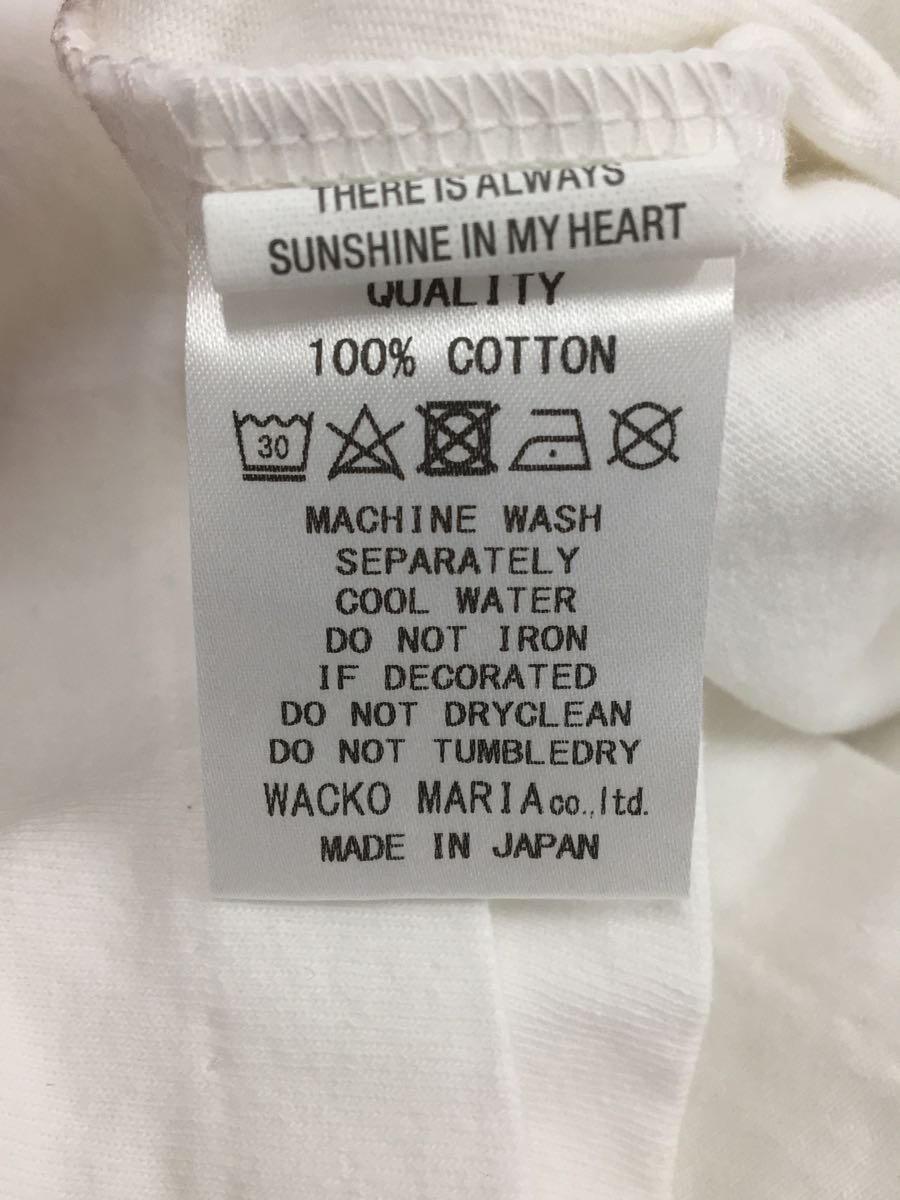 THERE IS ALWAYS
SUNSHINE IN MY HEART
QUALITY
100% COTTON
30
MACHINE WASH
SEPARATELY
COOL WATER
DO NOT IRON
IF DECORATED
DO NOT DRYCLEAN
DO NOT TUMBLEDRY
WACKO MARIA co.,ltd.
MADE IN JAPAN